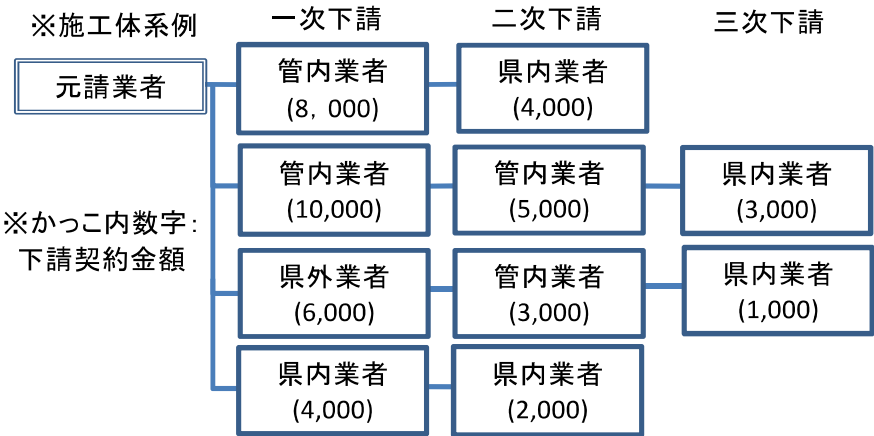 ※施工体系例
一次下請
二次下請
三次下請
元請業者
管内業者
(8，000)
県内業者
(4,000)
管内業者
(10,000)
管内業者
(5,000)
県内業者
(3,000)
※かっこ内数字：
下請契約金額
県外業者
(6,000)
管内業者
(3,000)
県内業者
(1,000)
県内業者
(4,000)
県内業者
(2,000)